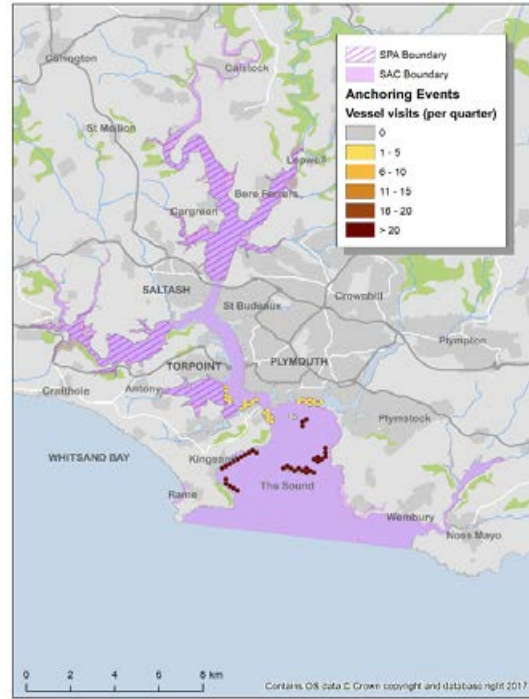 SPA Boundary
SAC Boundary
Anchoring Events
Vessel visits (per quarter)
0
1 - 5
6 - 10
11 - 15
16 - 20
> 20
Callington
Calstock
St Mellion
Bere Ferrers
Cargreen
SALTASH
St Budeaux
Crownhill
Plympton
TORPOINT
PLYMOUTH
Crafthole
Antony
Plymstock
WHITSAND BAY
Kingsand
The Sound
Rame
Wembury
Noss Mayo
0 2 4 6 8 km
Contains OS data © Crown copyright and database right 2017